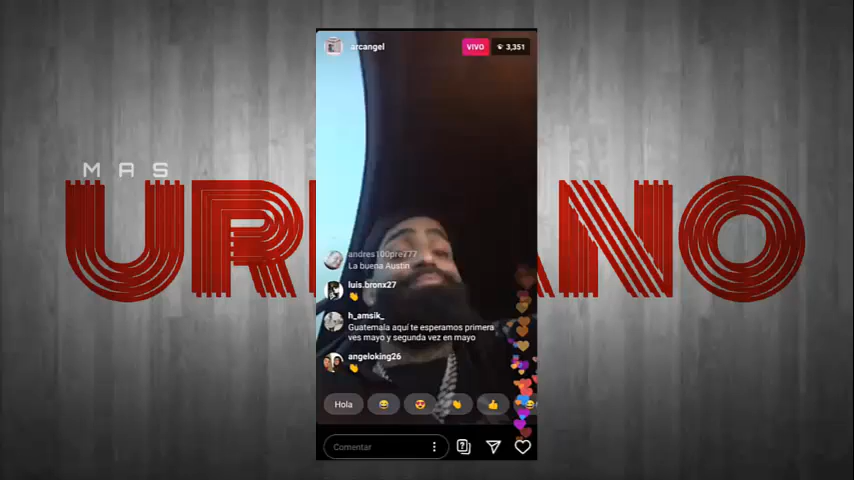 arcangel
VIVO
3,351
MAS
andres100pre777
La buena Austin
luis.bronx27
h_amsik_
Guatemala aquí te esperamos primera
ves mayo y segunda vez en mayo
angeloking26
Hola
Comentar